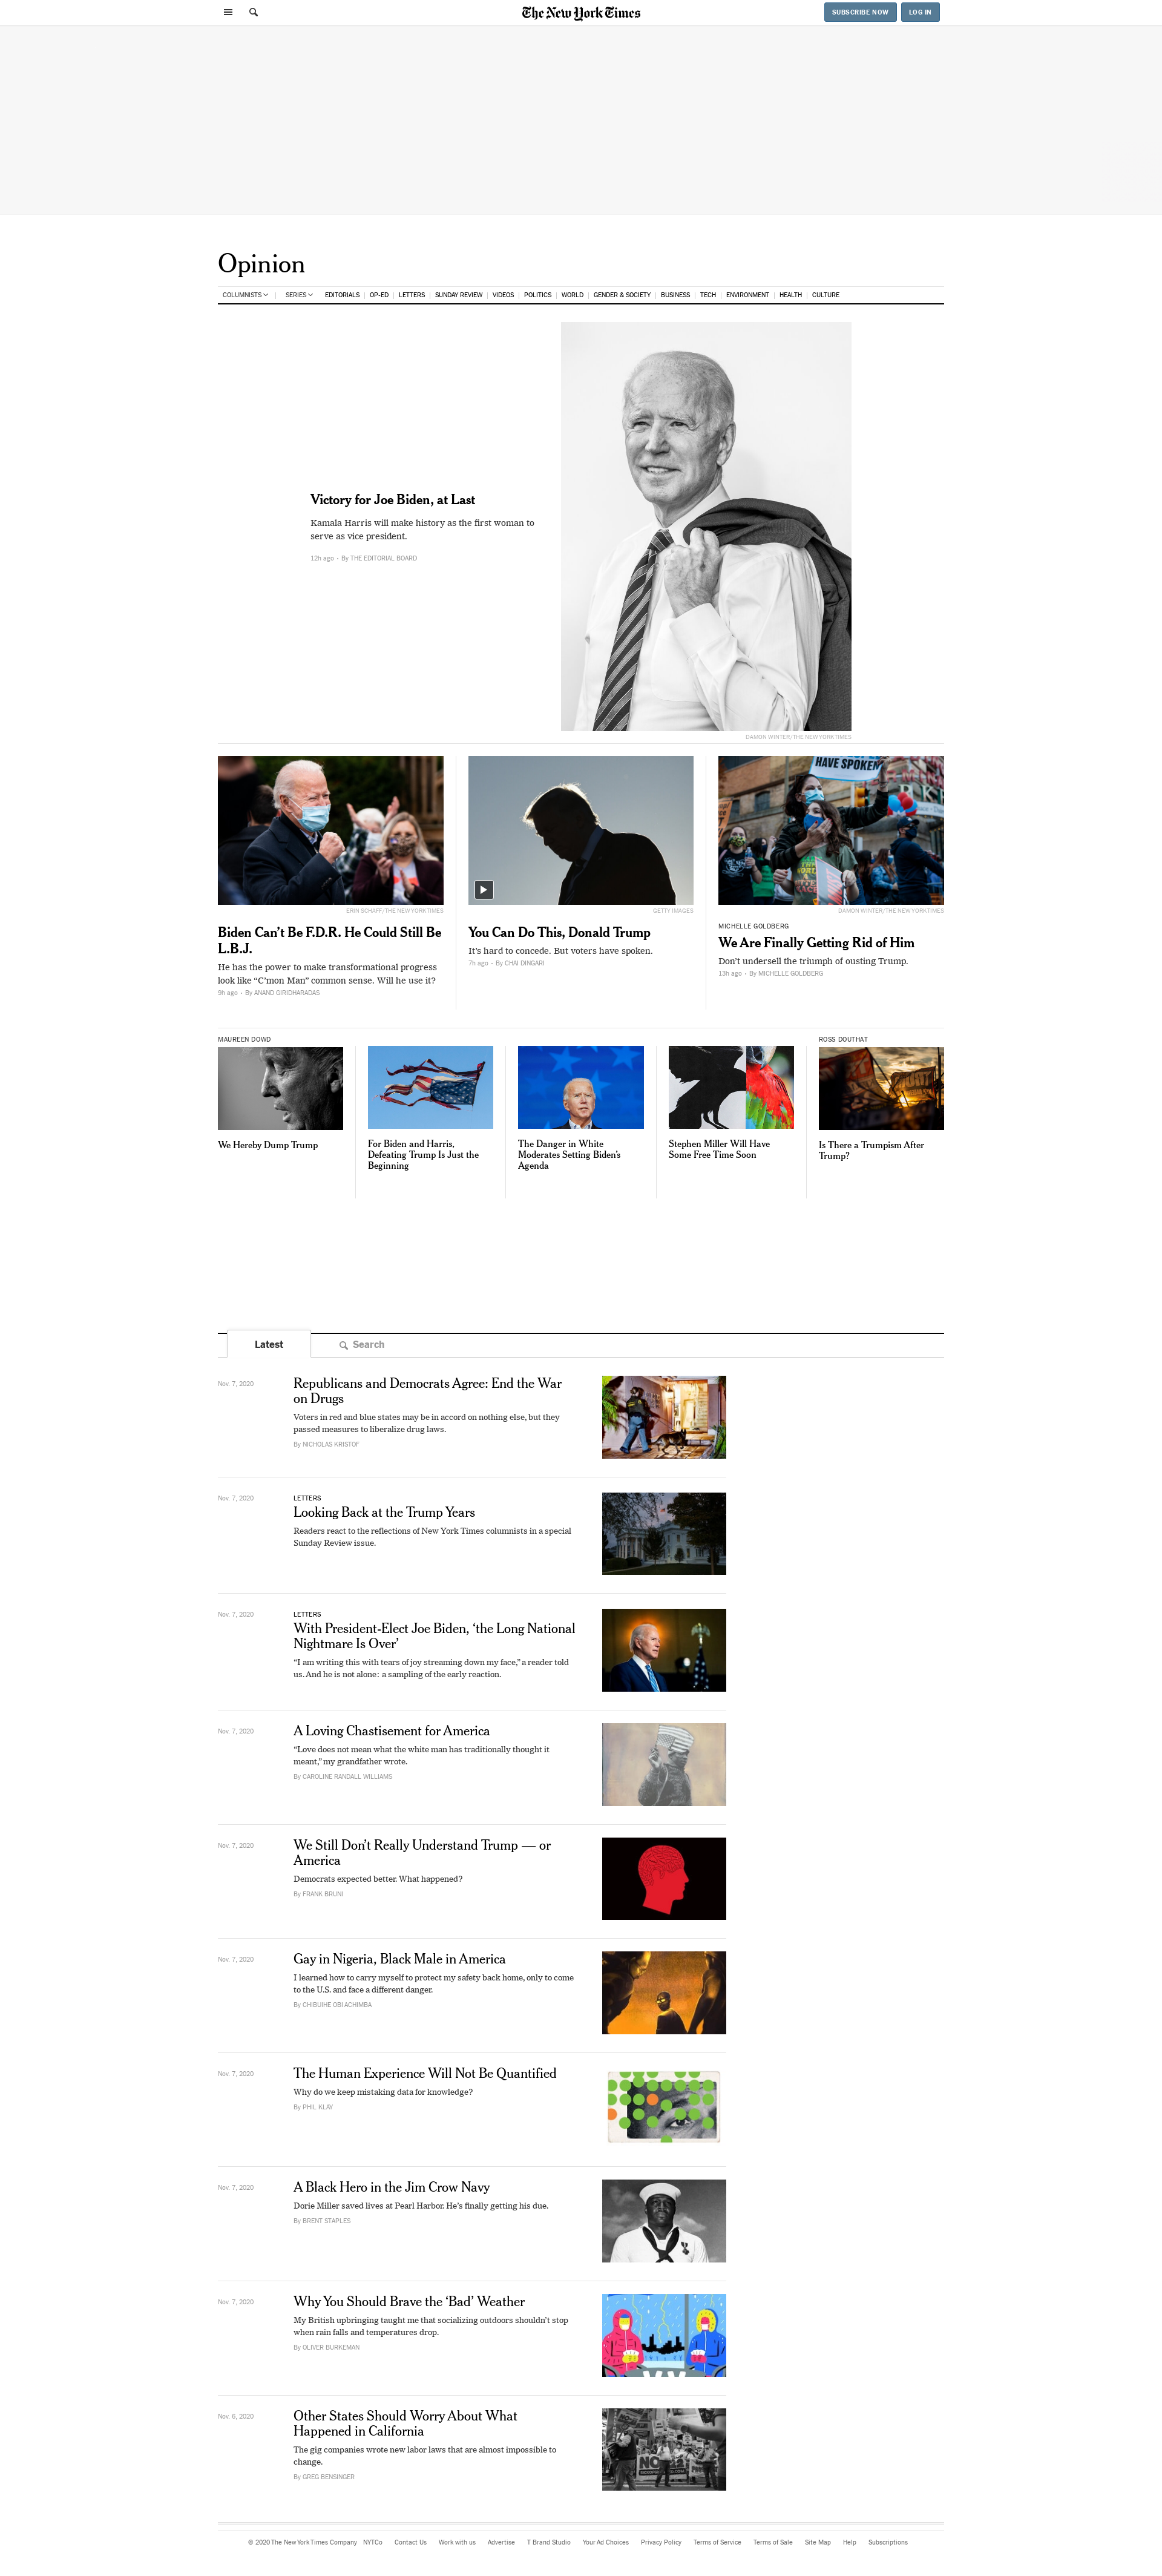 The New York Times
SUBSCRIBE NOW
LOG IN
Opinion
COLUMNISTS
SERIES
EDITORIALS
OP-ED
LETTERS
SUNDAY REVIEW
VIDEOS
POLITICS
WORLD
GENDER & SOCIETY
BUSINESS
TECH
ENVIRONMENT
HEALTH
CULTURE
Victory for Joe Biden, at Last
Kamala Harris will make history as the first woman to
serve as vice president.
12h ago • By THE EDITORIAL BOARD
DAMON WINTER/THE NEW YORK TIMES
ERIN SCHAFF/THE NEW YORK TIMES
Biden Can’t Be F.D.R. He Could Still Be
L.B.J.
He has the power to make transformational progress
look like “C’mon Man” common sense. Will he use it?
9h ago • By ANAND GIRIDHARADAS
GETTY IMAGES
You Can Do This, Donald Trump
It’s hard to concede. But voters have spoken.
7h ago • By CHAI DINGARI
HAVE SPOKEN
DAMON WINTER/THE NEW YORK TIMES
MICHELLE GOLDBERG
We Are Finally Getting Rid of Him
Don’t undersell the triumph of ousting Trump.
13h ago • By MICHELLE GOLDBERG
MAUREEN DOWD
We Hereby Dump Trump
For Biden and Harris,
Defeating Trump Is Just the
Beginning
The Danger in White
Moderates Setting Biden’s
Agenda
Stephen Miller Will Have
Some Free Time Soon
ROSS DOUTHAT
Is There a Trumpism After
Trump?
Latest
Search
Nov. 7, 2020
Republicans and Democrats Agree: End the War
on Drugs
Voters in red and blue states may be in accord on nothing else, but they
passed measures to liberalize drug laws.
By NICHOLAS KRISTOF
Nov. 7, 2020
LETTERS
Looking Back at the Trump Years
Readers react to the reflections of New York Times columnists in a special
Sunday Review issue.
Nov. 7, 2020
LETTERS
With President-Elect Joe Biden, ‘the Long National
Nightmare Is Over’
“I am writing this with tears of joy streaming down my face,” a reader told
us. And he is not alone: a sampling of the early reaction.
Nov. 7, 2020
A Loving Chastisement for America
“Love does not mean what the white man has traditionally thought it
meant,” my grandfather wrote.
By CAROLINE RANDALL WILLIAMS
Nov. 7, 2020
We Still Don’t Really Understand Trump — or
America
Democrats expected better. What happened?
By FRANK BRUNI
Nov. 7, 2020
Gay in Nigeria, Black Male in America
I learned how to carry myself to protect my safety back home, only to come
to the U.S. and face a different danger.
By CHIBUIHE OBI ACHIMBA
Nov. 7, 2020
The Human Experience Will Not Be Quantified
Why do we keep mistaking data for knowledge?
By PHIL KLAY
Nov. 7, 2020
A Black Hero in the Jim Crow Navy
Dorie Miller saved lives at Pearl Harbor. He’s finally getting his due.
By BRENT STAPLES
Nov. 7, 2020
Why You Should Brave the ‘Bad’ Weather
My British upbringing taught me that socializing outdoors shouldn’t stop
when rain falls and temperatures drop.
By OLIVER BURKEMAN
Nov. 6, 2020
Other States Should Worry About What
Happened in California
The gig companies wrote new labor laws that are almost impossible to
change.
By GREG BENSINGER
© 2020 The New York Times Company
NYTCo
Contact Us
Work with us
Advertise
T Brand Studio
Your Ad Choices
Privacy Policy
Terms of Service
Terms of Sale
Site Map
Help
Subscriptions